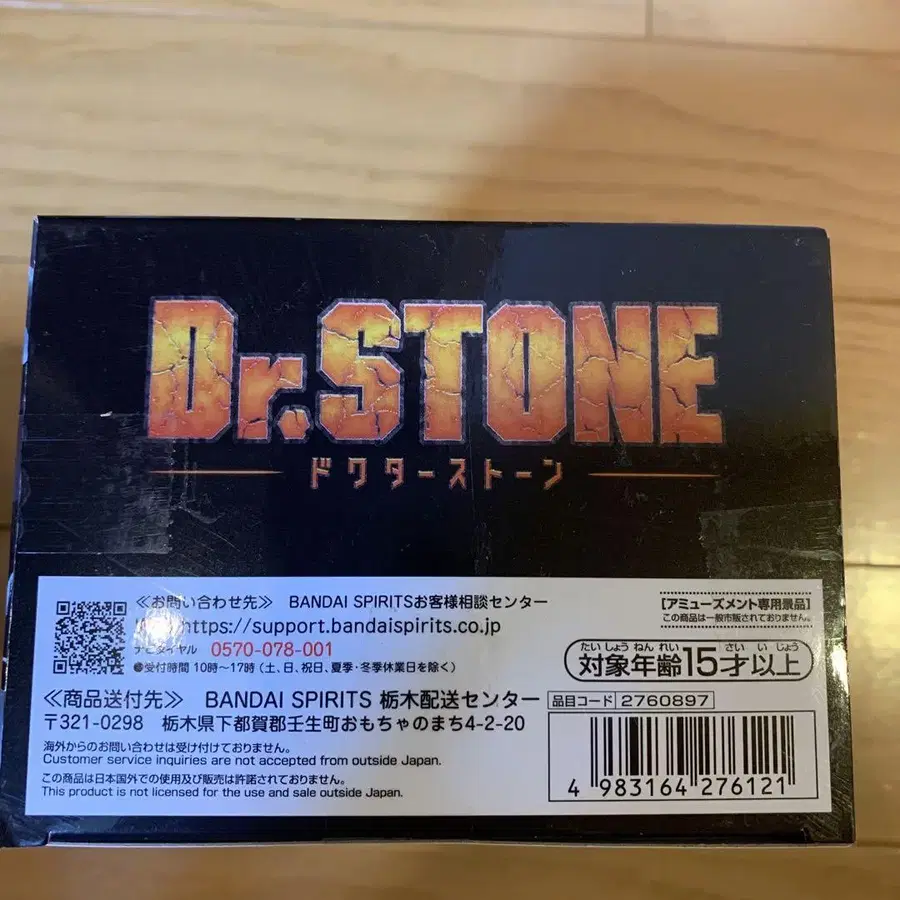 Dr.STONE
ドクターストーン
≪お問い合わせ先≫ BANDAI SPIRITSお客様相談センター
https://support.bandaispirits.co.jp
ナビダイヤル 0570-078-001
●受付時間 10時～17時（土、日、祝日、夏季・冬季休業日を除く）
≪商品送付先≫ BANDAI SPIRITS 栃木配送センター
〒321-0298 栃木県下都賀郡壬生町おもちゃのまち4-2-20
海外からのお問い合わせは受け付けておりません。
Customer service inquiries are not accepted from outside Japan.
この商品は日本国外での使用及び販売は許諾されておりません。
This product is not licensed for the use and sale outside Japan.
【アミューズメント専用景品】
この商品は一般市販されておりません。
たいしょうねんれい さいいじょう
対象年齢15才以上
品目コード 2760897
4 983164 276121